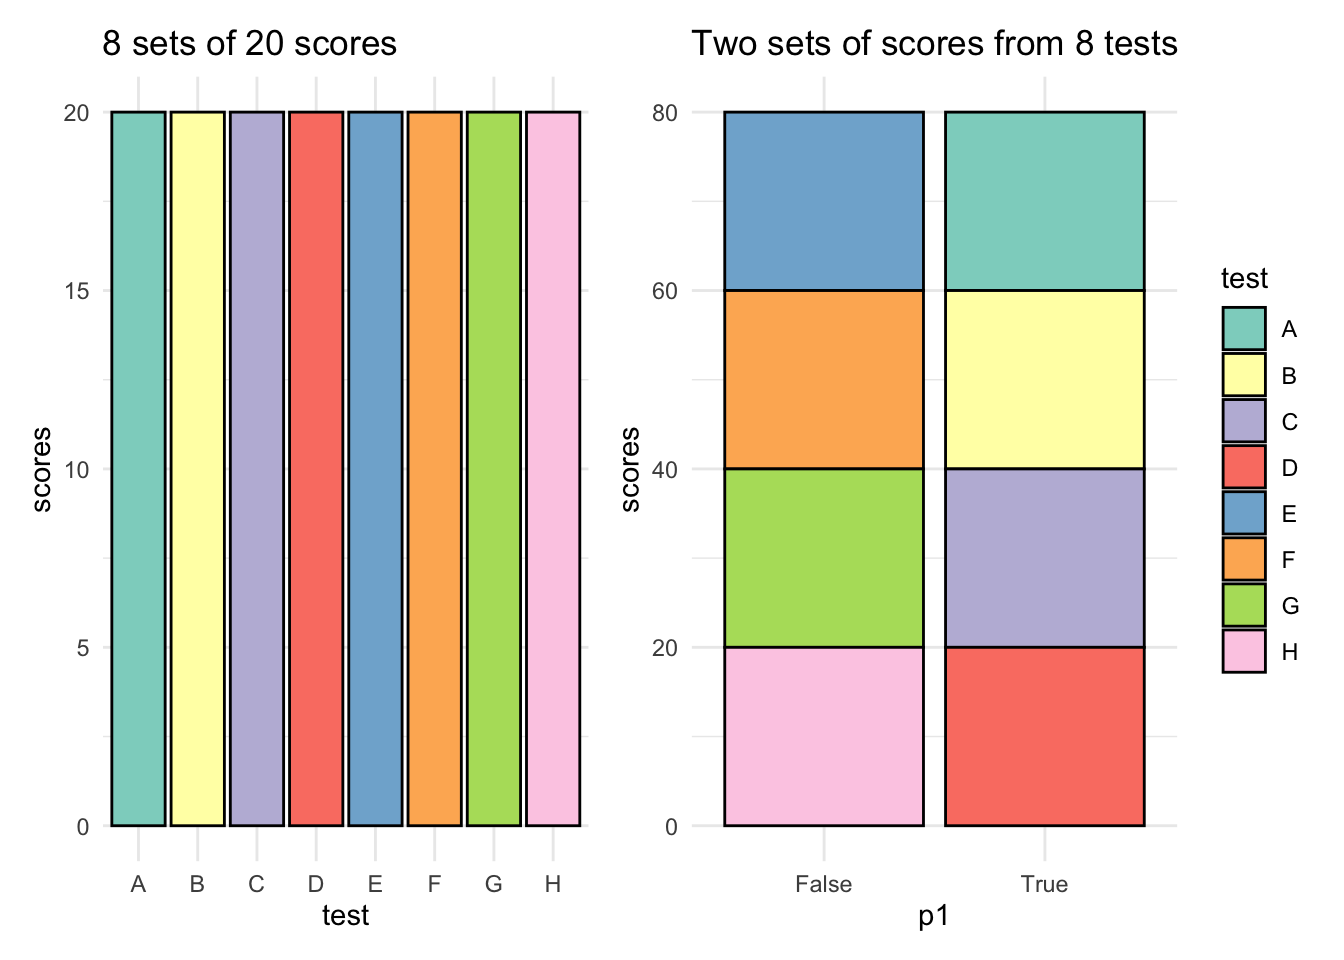 8 sets of 20 scores
scores
20
15
10
5
0
A B C D E F G H
test
Two sets of scores from 8 tests
scores
80
60
40
20
0
False True
p1
test
A
B
C
D
E
F
G
H